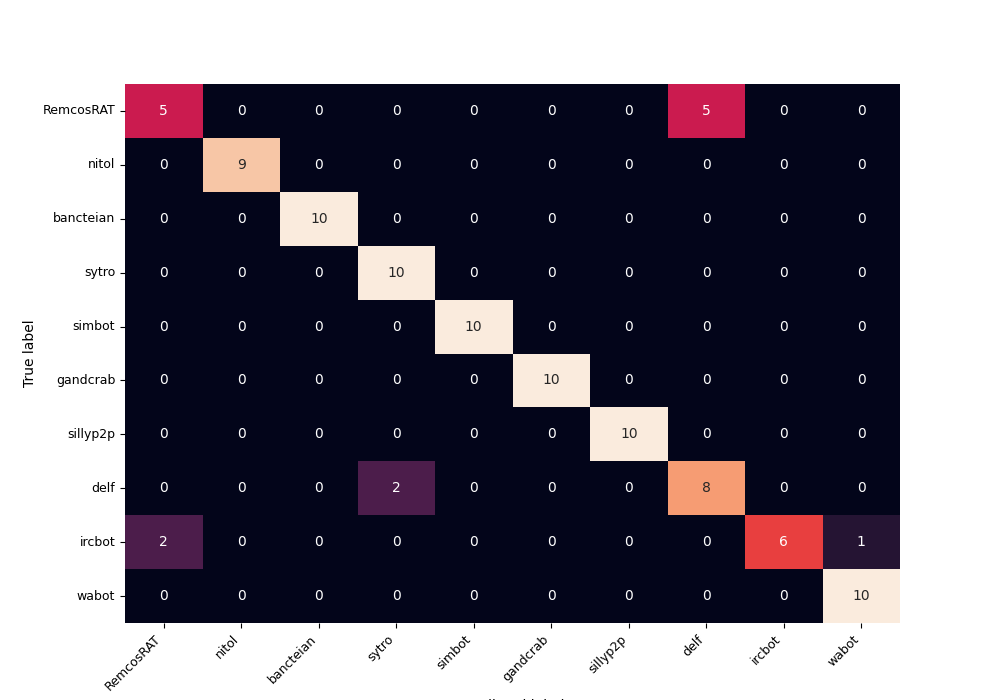 RemcosRAT 5 0 0 0 0 0 0 5 0 0
nitol 0 9 0 0 0 0 0 0 0 0
bancteian 0 0 10 0 0 0 0 0 0 0
sytro 0 0 0 10 0 0 0 0 0 0
simbot 0 0 0 0 10 0 0 0 0 0
gandcrab 0 0 0 0 0 10 0 0 0 0
sillyp2p 0 0 0 0 0 0 10 0 0 0
delf 0 0 0 2 0 0 0 8 0 0
ircbot 2 0 0 0 0 0 0 0 6 1
wabot 0 0 0 0 0 0 0 0 0 10
True label
RemcosRAT nitol bancteian sytro simbot gandcrab sillyp2p delf ircbot wabot